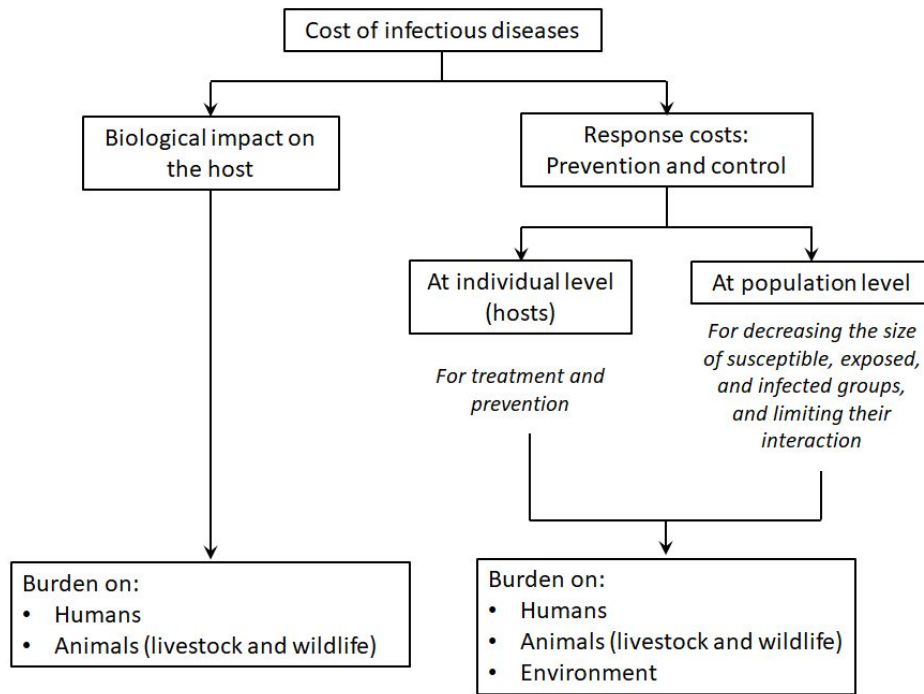 Cost of infectious diseases
Biological impact on
the host
Response costs:
Prevention and control
At individual level
(hosts)
At population level
For treatment and
prevention
For decreasing the size
of susceptible, exposed,
and infected groups,
and limiting their
interaction
Burden on:
• Humans
• Animals (livestock and wildlife)
Burden on:
• Humans
• Animals (livestock and wildlife)
• Environment